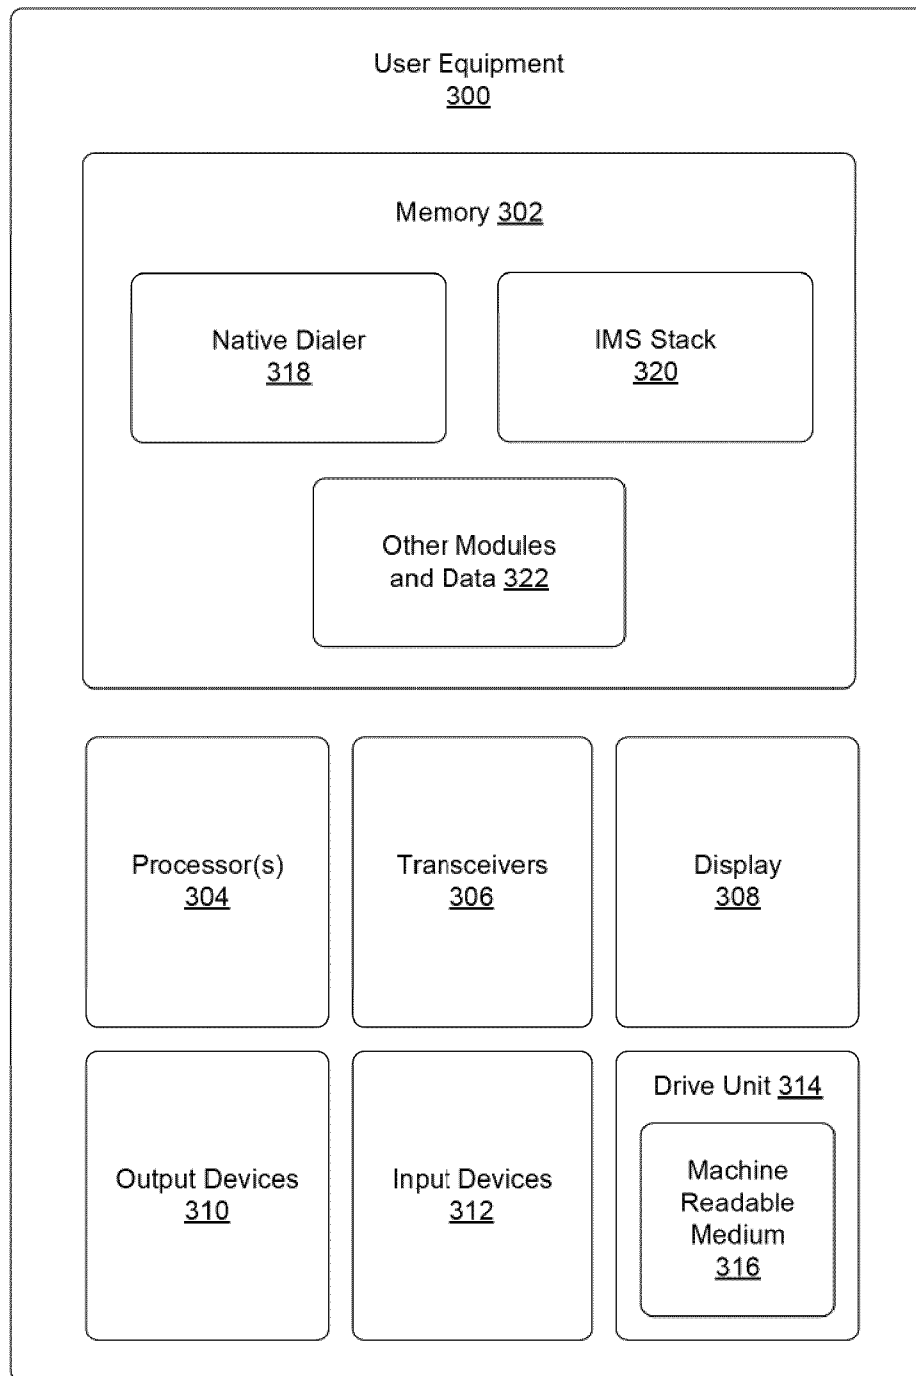 User Equipment
300
Memory 302
Native Dialer
318
IMS Stack
320
Other Modules
and Data 322
Processor(s)
304
Transceivers
306
Display
308
Output Devices
310
Input Devices
312
Drive Unit 314
Machine
Readable
Medium
316